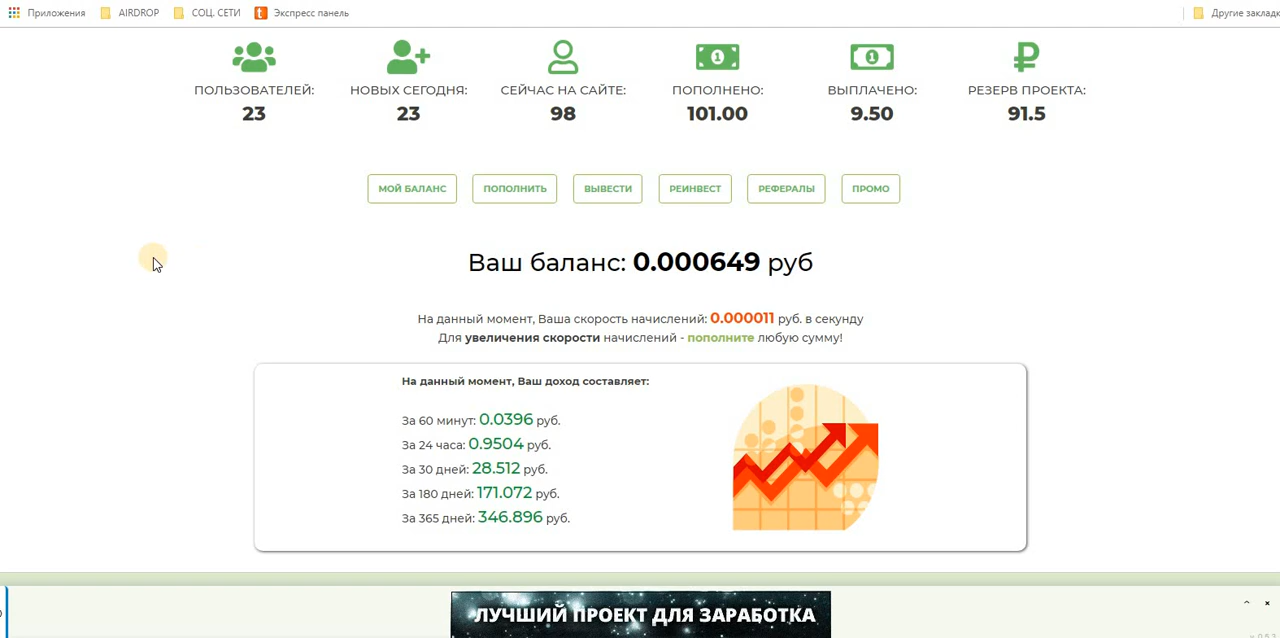 Приложения AIRDROP СОЦ. СЕТИ Экспресс панель Другие закладк
ПОЛЬЗОВАТЕЛЕЙ: НОВЫХ СЕГОДНЯ: СЕЙЧАС НА САЙТЕ: ПОПОЛНЕНО: ВЫПЛАЧЕНО: РЕЗЕРВ ПРОЕКТА:
23 23 98 101.00 9.50 91.5
МОЙ БАЛАНС ПОПОЛНИТЬ ВЫВЕСТИ РЕИНВЕСТ РЕФЕРАЛЫ ПРОМО
Ваш баланс: 0.000649 руб
На данный момент, Ваша скорость начислений: 0.000011 руб. в секунду
Для увеличения скорости начислений - пополните любую сумму!
На данный момент, Ваш доход составляет:
За 60 минут: 0.0396 руб.
За 24 часа: 0.9504 руб.
За 30 дней: 28.512 руб.
За 180 дней: 171.072 руб.
За 365 дней: 346.896 руб.
ЛУЧШИЙ ПРОЕКТ ДЛЯ ЗАРАБОТКА